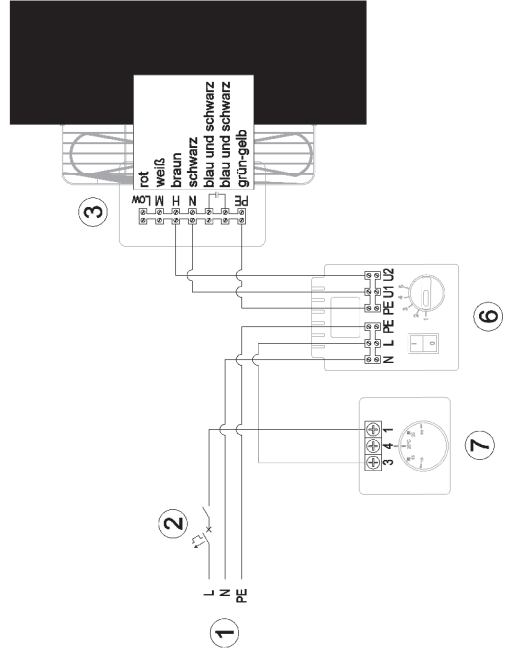 rot
weiß
braun
schwarz
blau und schwarz
blau und schwarz
grün-gelb
Low
M
H
N
PE
3
U2
U1
PE
PE
L
N
6
1
4
3
7
2
L
N
PE
1